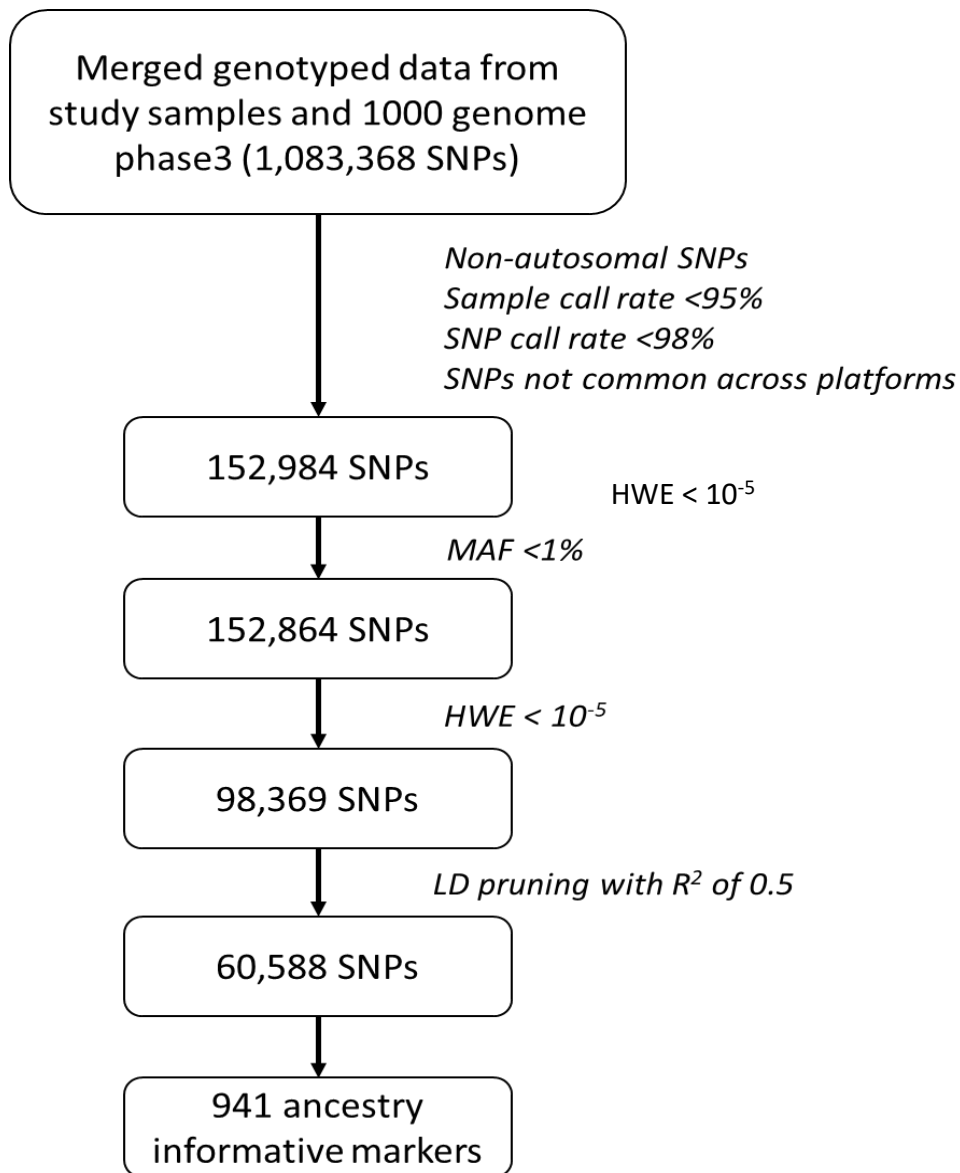 Merged genotyped data from
study samples and 1000 genome
phase3 (1,083,368 SNPs)
Non-autosomal SNPs
Sample call rate <95%
SNP call rate <98%
SNPs not common across platforms
152,984 SNPs
HWE < 10⁻⁵
MAF <1%
152,864 SNPs
HWE < 10⁻⁵
98,369 SNPs
LD pruning with R² of 0.5
60,588 SNPs
941 ancestry
informative markers